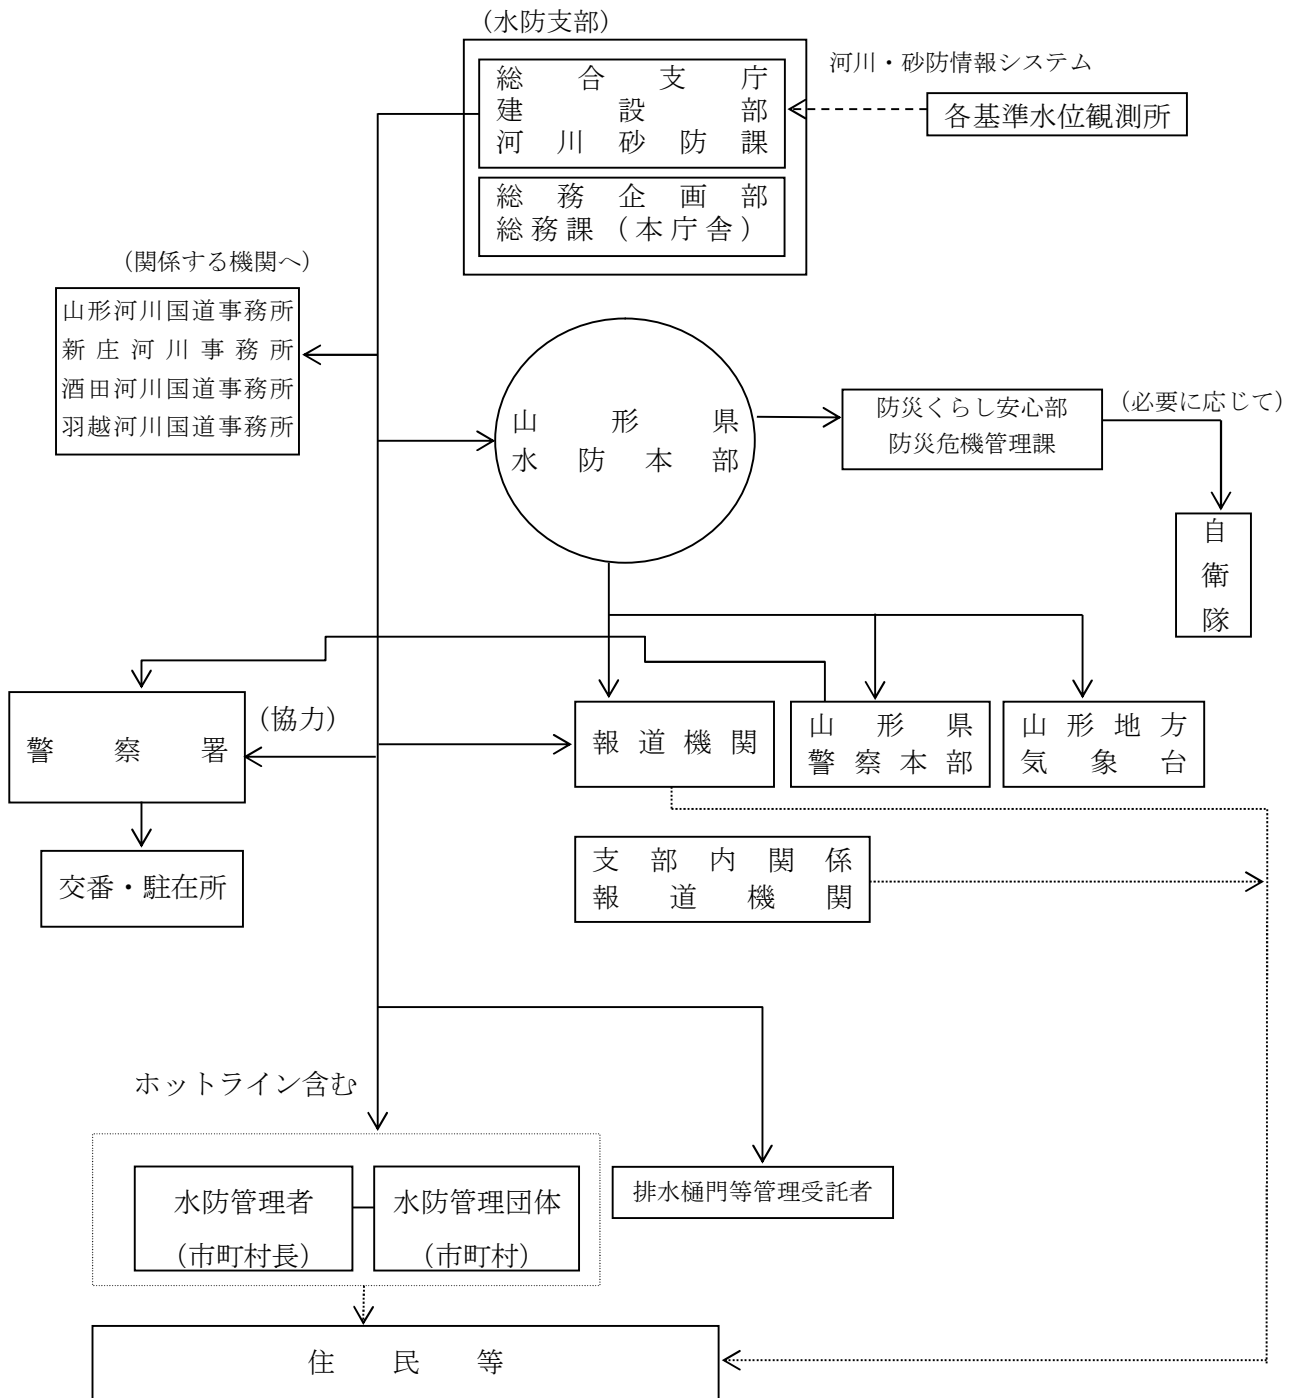 (水防支部)
総合支庁
建設部
河川砂防課
総務企画部
総務課(本庁舎)
河川・砂防情報システム
各基準水位観測所
(関係する機関へ)
山形河川国道事務所
新庄河川事務所
酒田河川国道事務所
羽越河川国道事務所
山形県
水防本部
防災くらし安心部
防災危機管理課
(必要に応じて)
自衛隊
警察署
(協力)
交番・駐在所
報道機関
山形県
警察本部
山形地方
気象台
支部内関係
報道機関
ホットライン含む
水防管理者
(市町村長)
水防管理団体
(市町村)
排水樋門等管理受託者
住民等